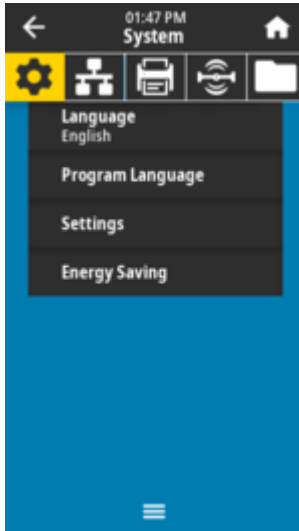 01:47 PM
System
Language
English
Program Language
Settings
Energy Saving